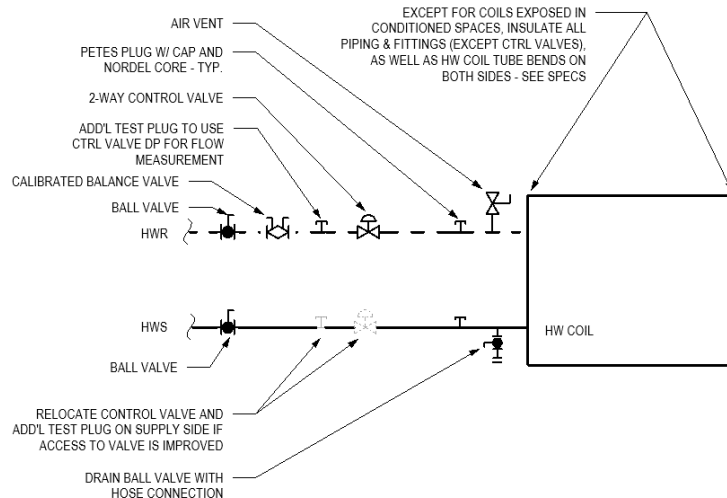 AIR VENT
PETES PLUG W/ CAP AND
NORDEL CORE - TYP.
2-WAY CONTROL VALVE
ADD'L TEST PLUG TO USE
CTRL VALVE DP FOR FLOW
MEASUREMENT
CALIBRATED BALANCE VALVE
BALL VALVE
HWR
EXCEPT FOR COILS EXPOSED IN
CONDITIONED SPACES, INSULATE ALL
PIPING & FITTINGS (EXCEPT CTRL VALVES),
AS WELL AS HW COIL TUBE BENDS ON
BOTH SIDES - SEE SPECS
HWS
HW COIL
BALL VALVE
RELOCATE CONTROL VALVE AND
ADD'L TEST PLUG ON SUPPLY SIDE IF
ACCESS TO VALVE IS IMPROVED
DRAIN BALL VALVE WITH
HOSE CONNECTION